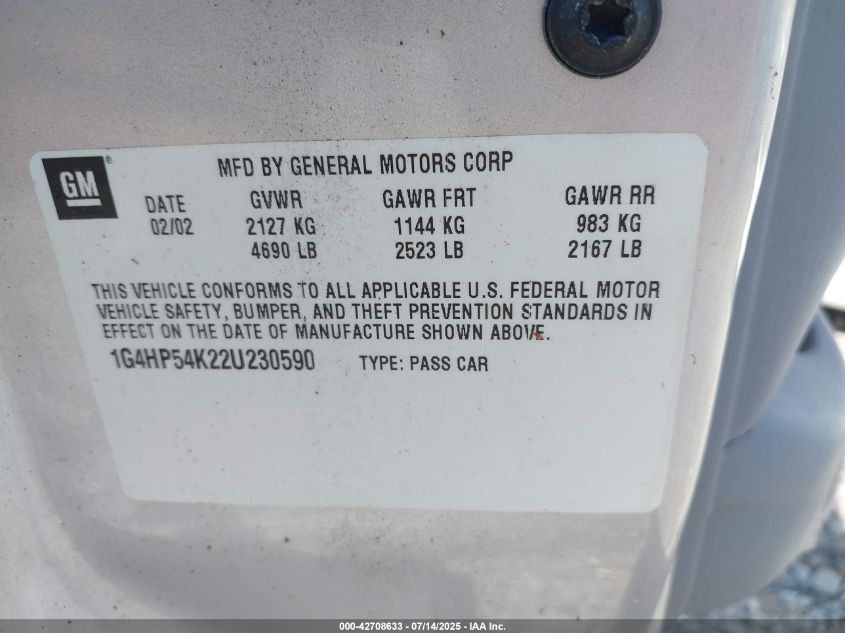 GM
MFD BY GENERAL MOTORS CORP
DATE GVWR GAWR FRT GAWR RR
02/02 2127 KG 1144 KG 983 KG
4690 LB 2523 LB 2167 LB
THIS VEHICLE CONFORMS TO ALL APPLICABLE U.S. FEDERAL MOTOR
VEHICLE SAFETY, BUMPER, AND THEFT PREVENTION STANDARDS IN
EFFECT ON THE DATE OF MANUFACTURE SHOWN ABOVE.
1G4HP54K22U230590 TYPE: PASS CAR
000-42708633 - 07/14/2025 - IAA Inc.